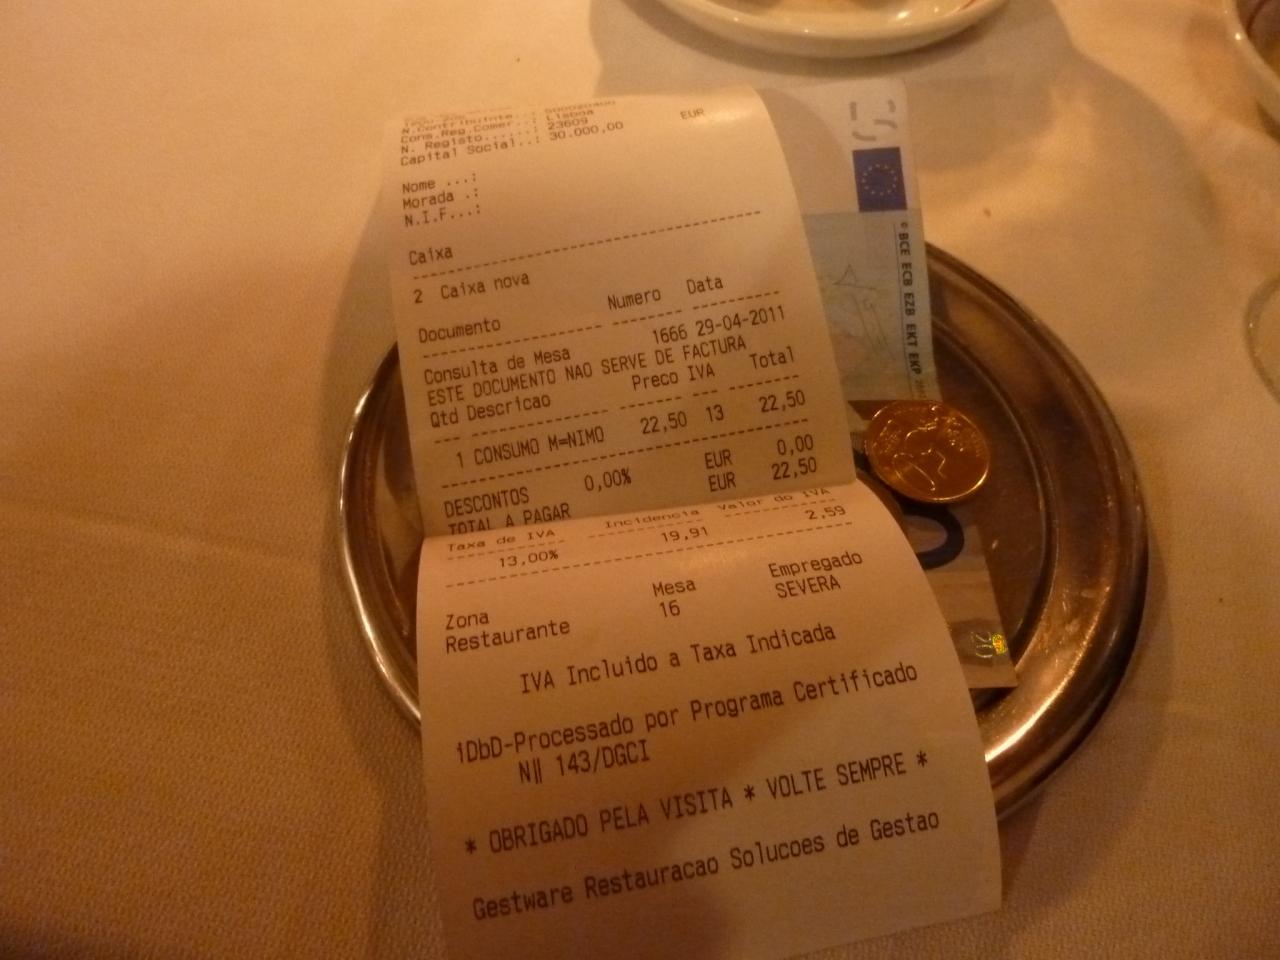 N.Contribuinte..: 500020400
Cons.Reg.Comer..: Lisboa
N. Registo......: 23609
Capital Social..: 30.000,00 EUR
Nome ...:
Morada .:
N.I.F...:
Caixa
2 Caixa nova
Documento Numero Data
Consulta de Mesa 1666 29-04-2011
ESTE DOCUMENTO NAO SERVE DE FACTURA
Qtd Descricao Preco IVA Total
1 CONSUMO M=NIMO 22,50 13 22,50
DESCONTOS 0,00% EUR 0,00
TOTAL A PAGAR EUR 22,50
Taxa de IVA Incidencia Valor do IVA
13,00% 19,91 2,59
Zona Mesa Empregado
Restaurante 16 SEVERA
IVA Incluido a Taxa Indicada
iDbD-Processado por Programa Certificado
N‖ 143/DGCI
* OBRIGADO PELA VISITA * VOLTE SEMPRE *
Gestware Restauracao Solucoes de Gestao
© BCE ECB EZB EKT EKP
20